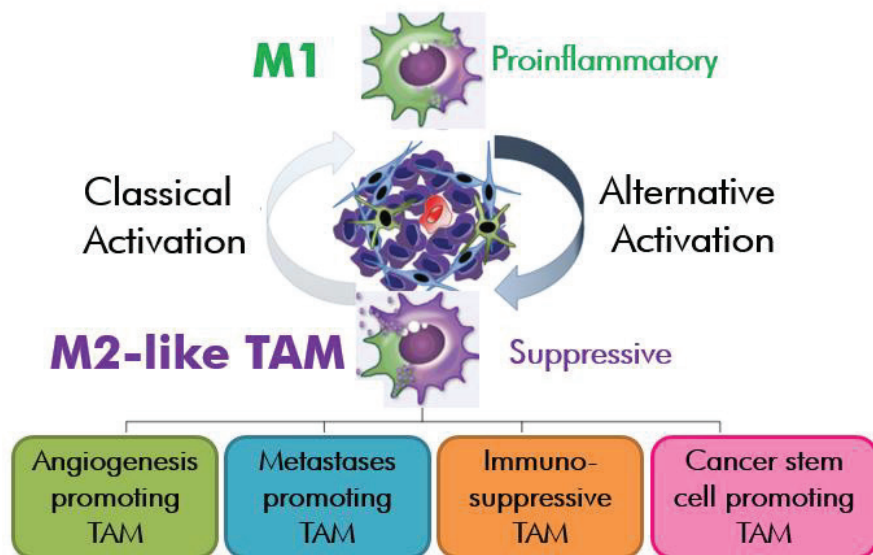 M1 Proinflammatory
Classical
Activation
Alternative
Activation
M2-like TAM Suppressive
Angiogenesis
promoting
TAM
Metastases
promoting
TAM
Immuno-
suppressive
TAM
Cancer stem
cell promoting
TAM